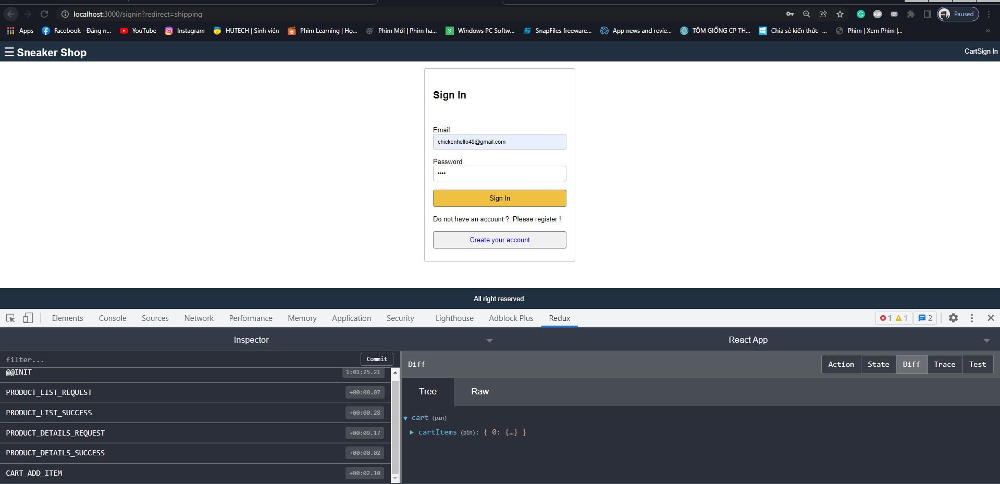 localhost:3000/signin?redirect=shipping
ABP
Paused
Apps Facebook - Đăng n... YouTube Instagram HUTECH | Sinh viên Phim Learning | Họ... Phim Mới | Phim ha... Windows PC Softw... SnapFiles freeware... App news and revie... TÔM GIỐNG CP TH... Chia sẻ kiến thức -... Phim | Xem Phim |... »
☰ Sneaker Shop
CartSign In
Sign In
Email
chickenhello48@gmail.com
Password
••••
Sign In
Do not have an account ?. Please register !
Create your account
All right reserved.
Elements Console Sources Network Performance Memory Application Security Lighthouse Adblock Plus Redux 1 1 2
Inspector
React App
filter...
Commit
@@INIT 1:01:25.21
PRODUCT_LIST_REQUEST +00:00.07
PRODUCT_LIST_SUCCESS +00:00.28
PRODUCT_DETAILS_REQUEST +00:09.17
PRODUCT_DETAILS_SUCCESS +00:00.02
CART_ADD_ITEM +00:02.10
Diff
Action State Diff Trace Test
Tree Raw
▼ cart (pin)
▶ cartItems (pin): { 0: {…} }